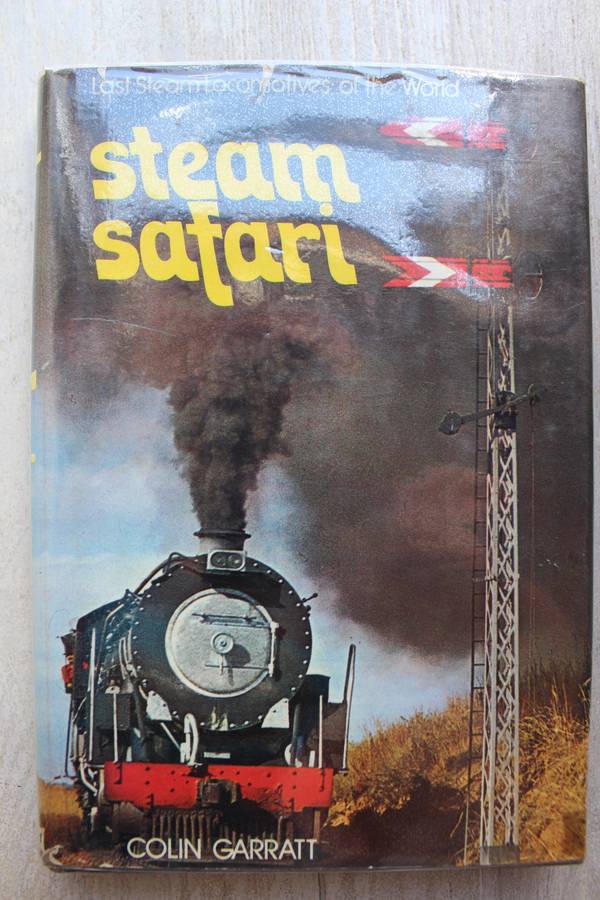 Last Steam Locomotives of the World
steam
safari
COLIN GARRATT